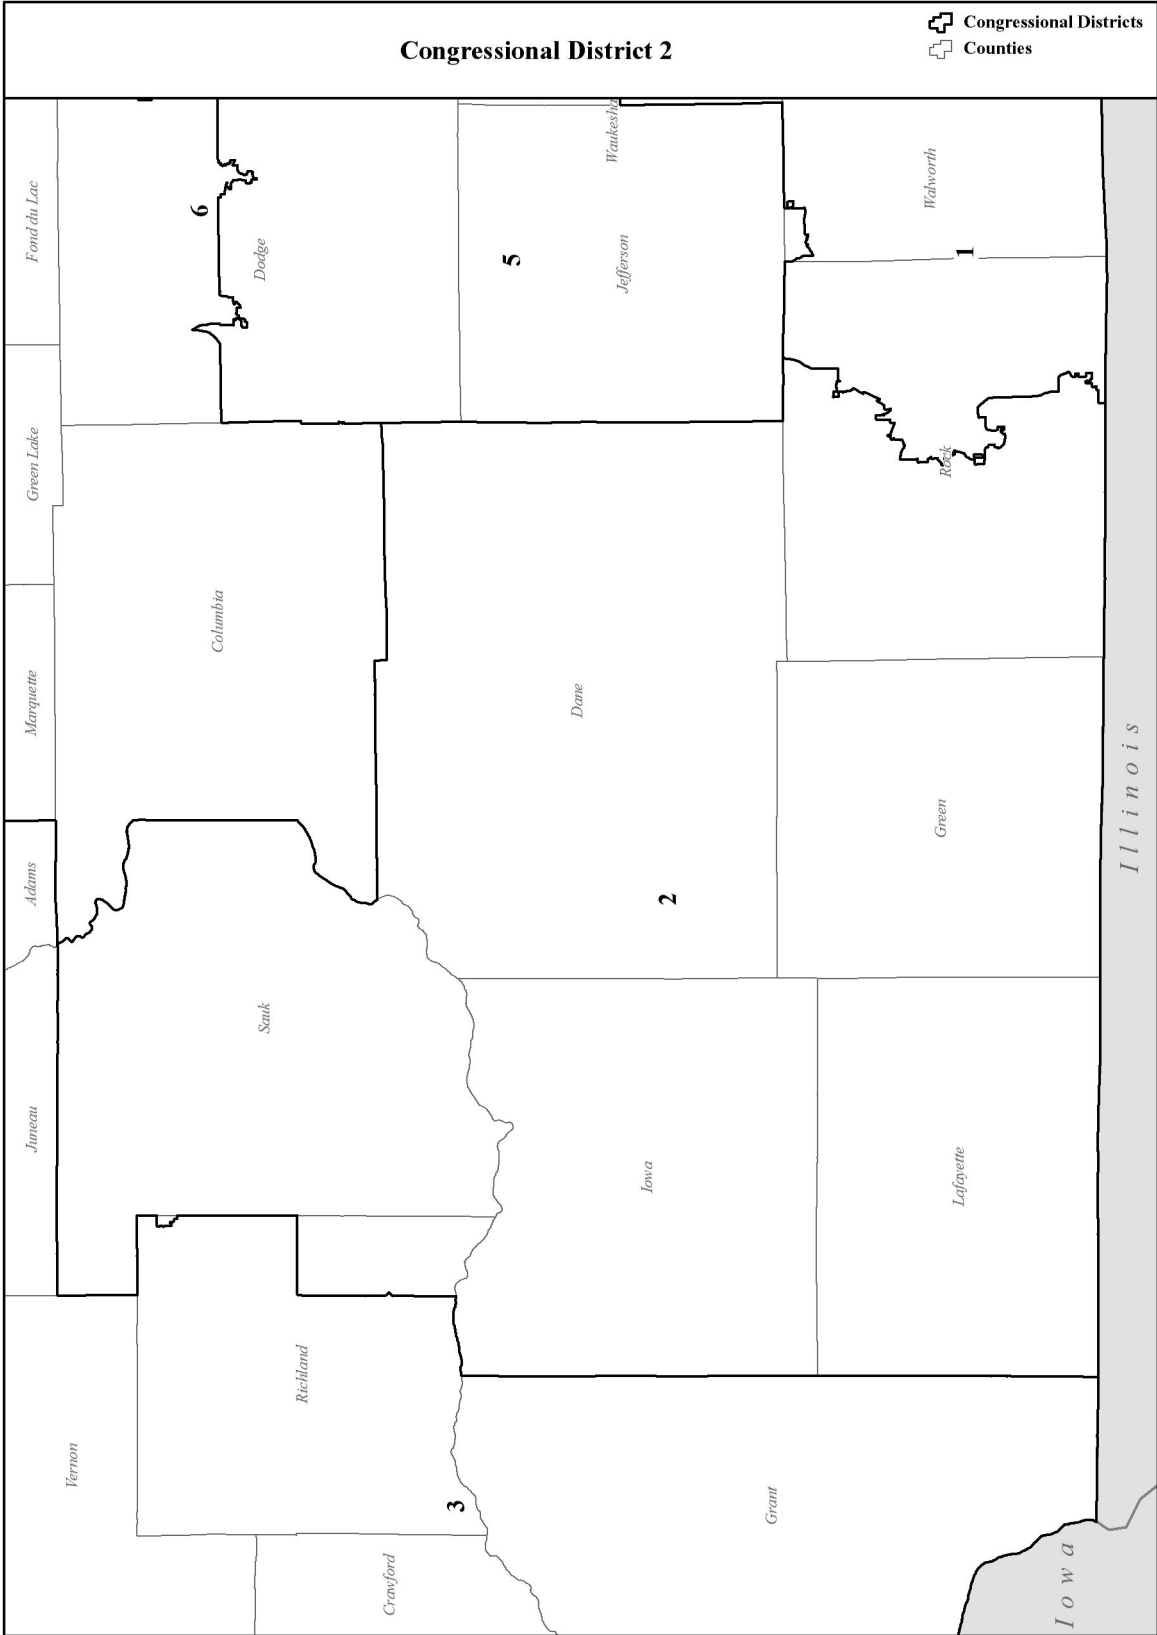 Congressional District 2
Congressional Districts
Counties
Fond du Lac
6
Dodge
5
Jefferson
Waukesha
Walworth
1
Green Lake
Rock
Columbia
Marquette
Dane
Green
Illinois
Adams
2
Sauk
Juneau
Iowa
Lafayette
Richland
Vernon
3
Grant
Crawford
Iowa